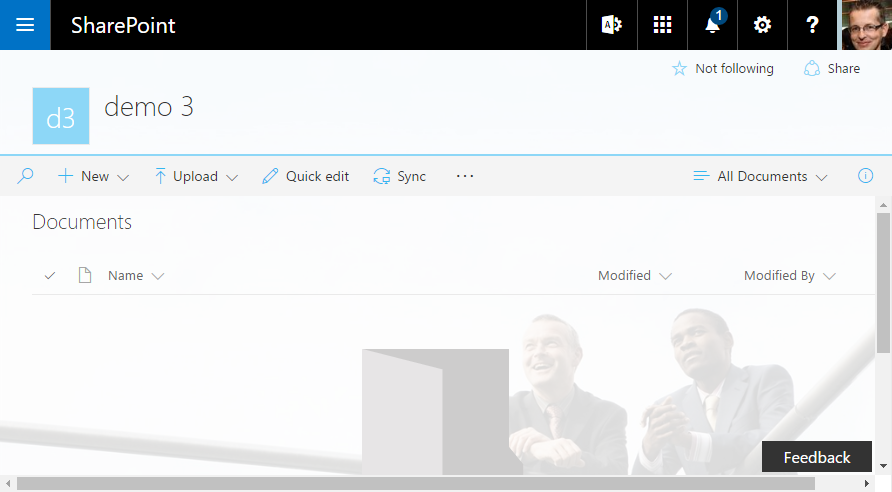 SharePoint
1
?
Not following
Share
d3
demo 3
New
Upload
Quick edit
Sync
...
All Documents
Documents
Name
Modified
Modified By
Feedback